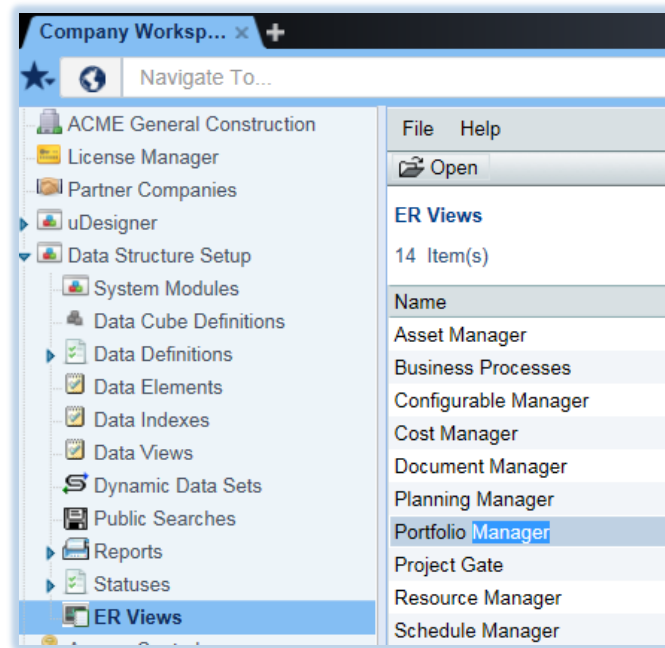 Company Worksp...
Navigate To...
ACME General Construction
License Manager
Partner Companies
uDesigner
Data Structure Setup
System Modules
Data Cube Definitions
Data Definitions
Data Elements
Data Indexes
Data Views
Dynamic Data Sets
Public Searches
Reports
Statuses
ER Views
File Help
Open
ER Views
14 Item(s)
Name
Asset Manager
Business Processes
Configurable Manager
Cost Manager
Document Manager
Planning Manager
Portfolio Manager
Project Gate
Resource Manager
Schedule Manager